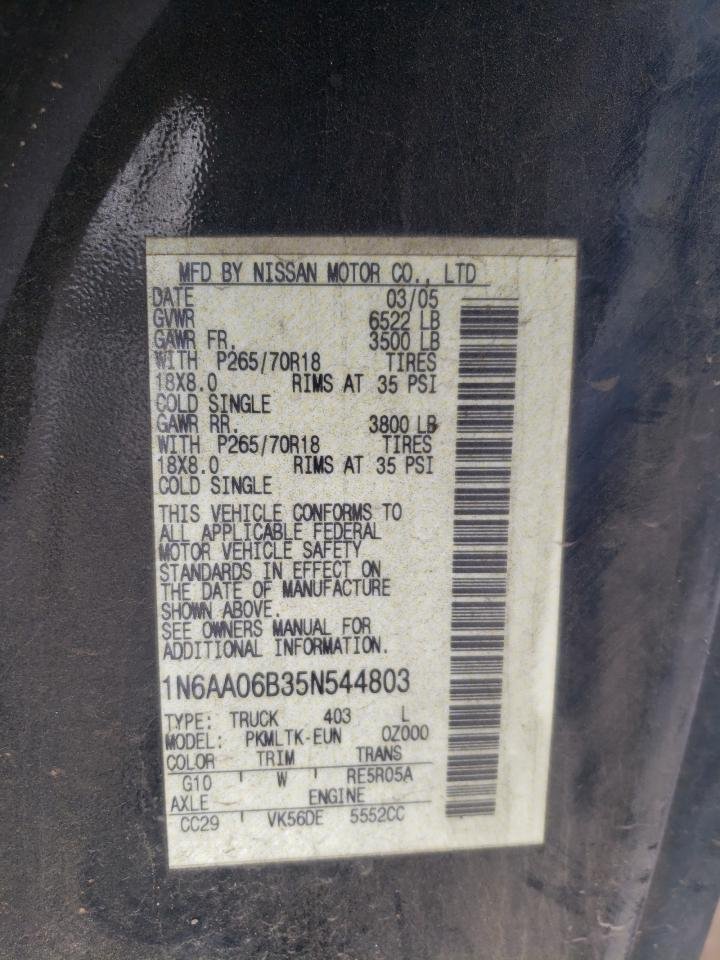 MFD BY NISSAN MOTOR CO., LTD
DATE 03/05
GVWR 6522 LB
GAWR FR. 3500 LB
WITH P265/70R18 TIRES
18X8.0 RIMS AT 35 PSI
COLD SINGLE
GAWR RR. 3800 LB
WITH P265/70R18 TIRES
18X8.0 RIMS AT 35 PSI
COLD SINGLE
THIS VEHICLE CONFORMS TO
ALL APPLICABLE FEDERAL
MOTOR VEHICLE SAFETY
STANDARDS IN EFFECT ON
THE DATE OF MANUFACTURE
SHOWN ABOVE.
SEE OWNERS MANUAL FOR
ADDITIONAL INFORMATION.
1N6AA06B35N544803
TYPE: TRUCK 403 L
MODEL: PKMLTK-EUN 0Z000
COLOR TRIM TRANS
G10 W RE5R05A
AXLE ENGINE
CC29 VK56DE 5552CC